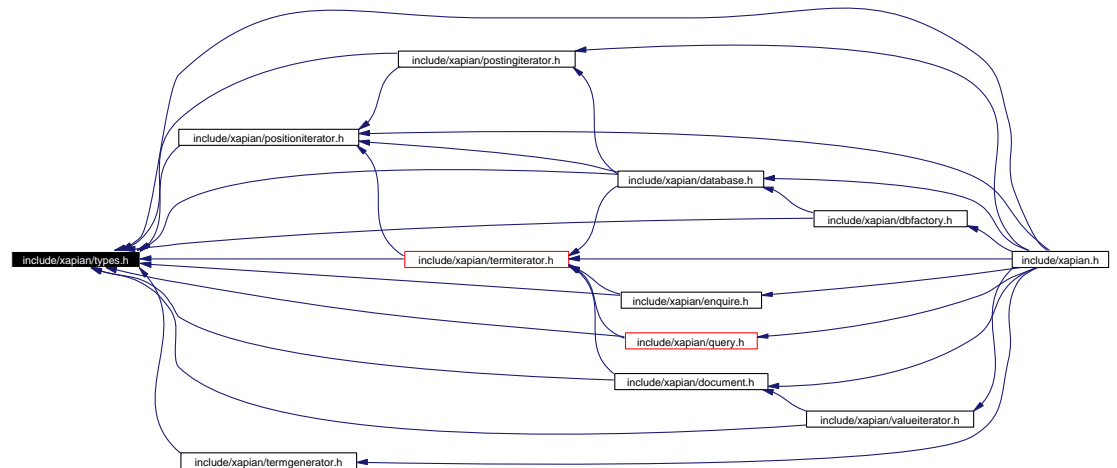 include/xapian/postingiterator.h
include/xapian/positioniterator.h
include/xapian/database.h
include/xapian/dbfactory.h
include/xapian/types.h
include/xapian/termiterator.h
include/xapian.h
include/xapian/enquire.h
include/xapian/query.h
include/xapian/document.h
include/xapian/valueiterator.h
include/xapian/termgenerator.h